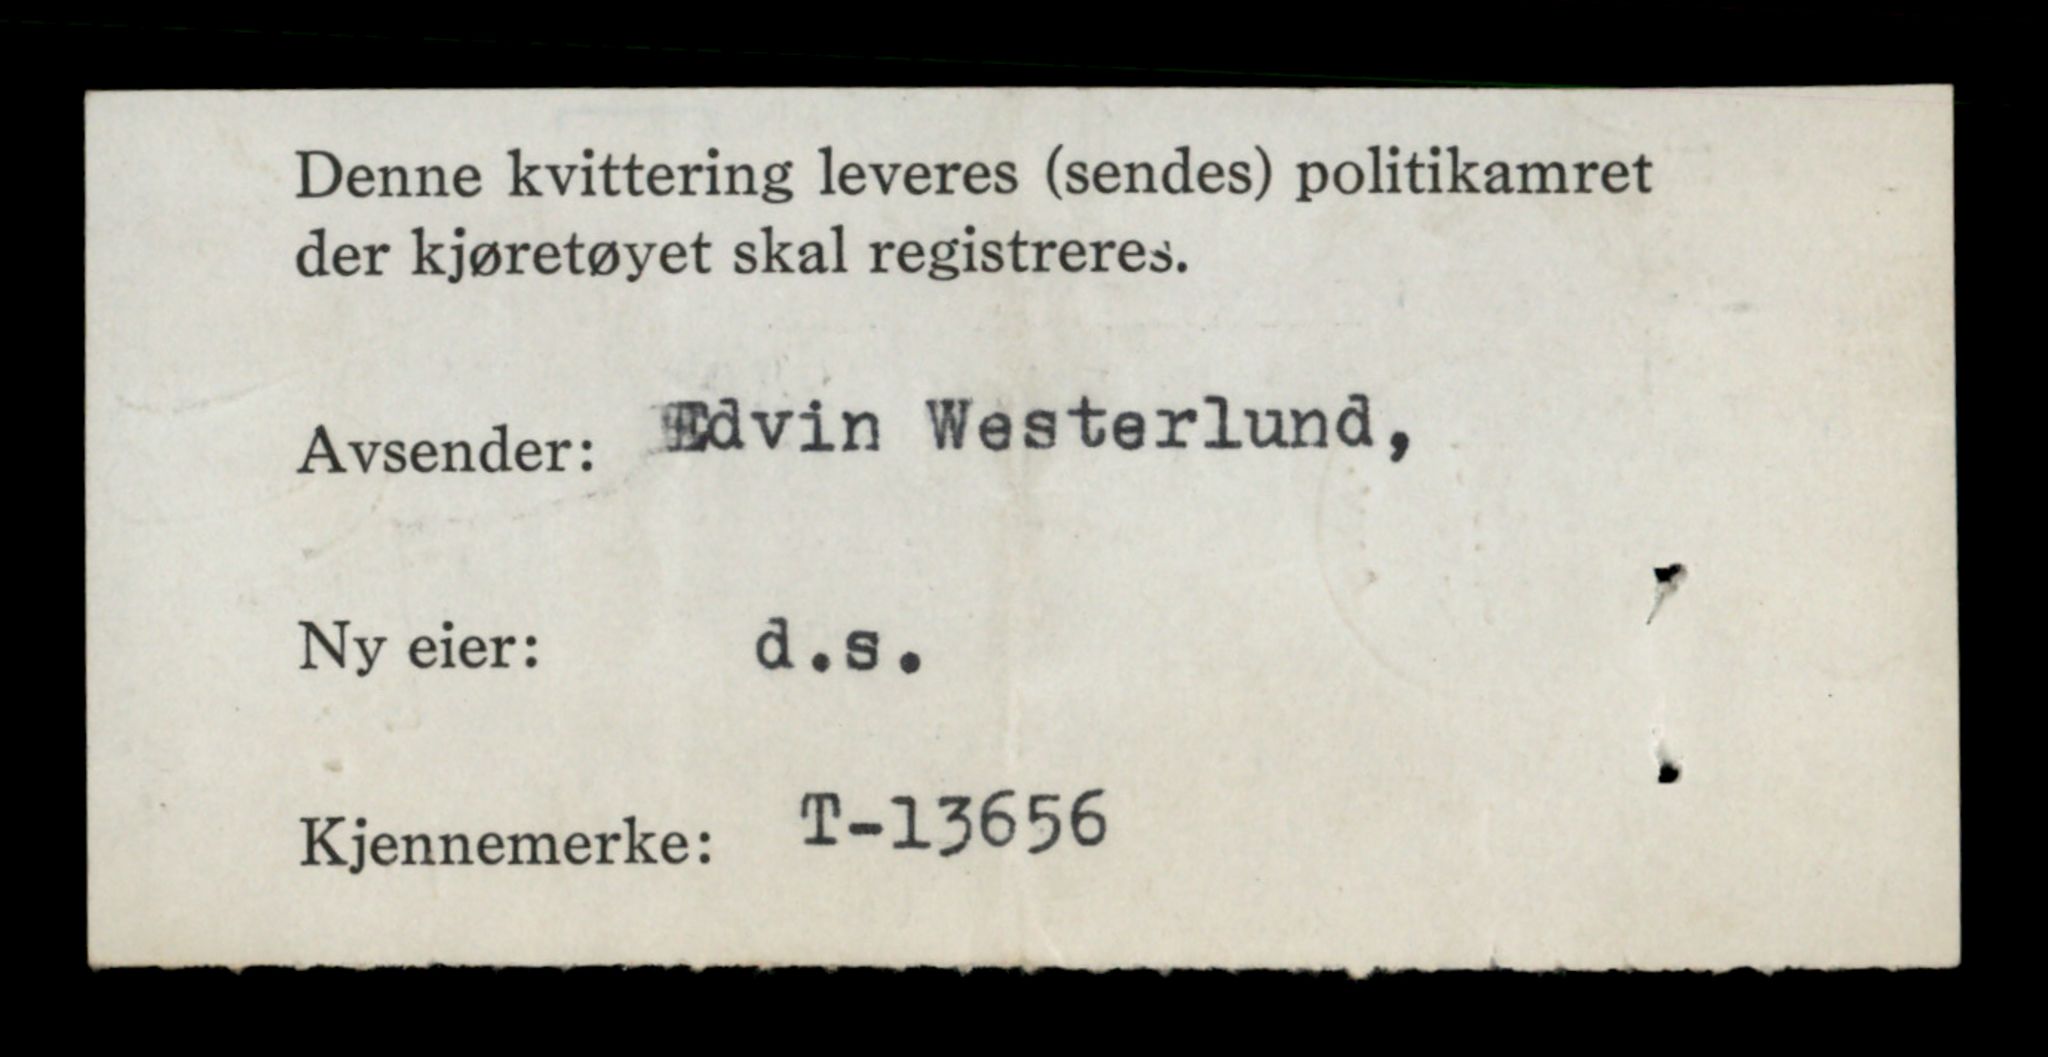 Denne kvittering leveres (sendes) politikamret
der kjøretøyet skal registreres.
Avsender: Edvin Westerlund,
Ny eier: d.s.
Kjennemerke: T-13656